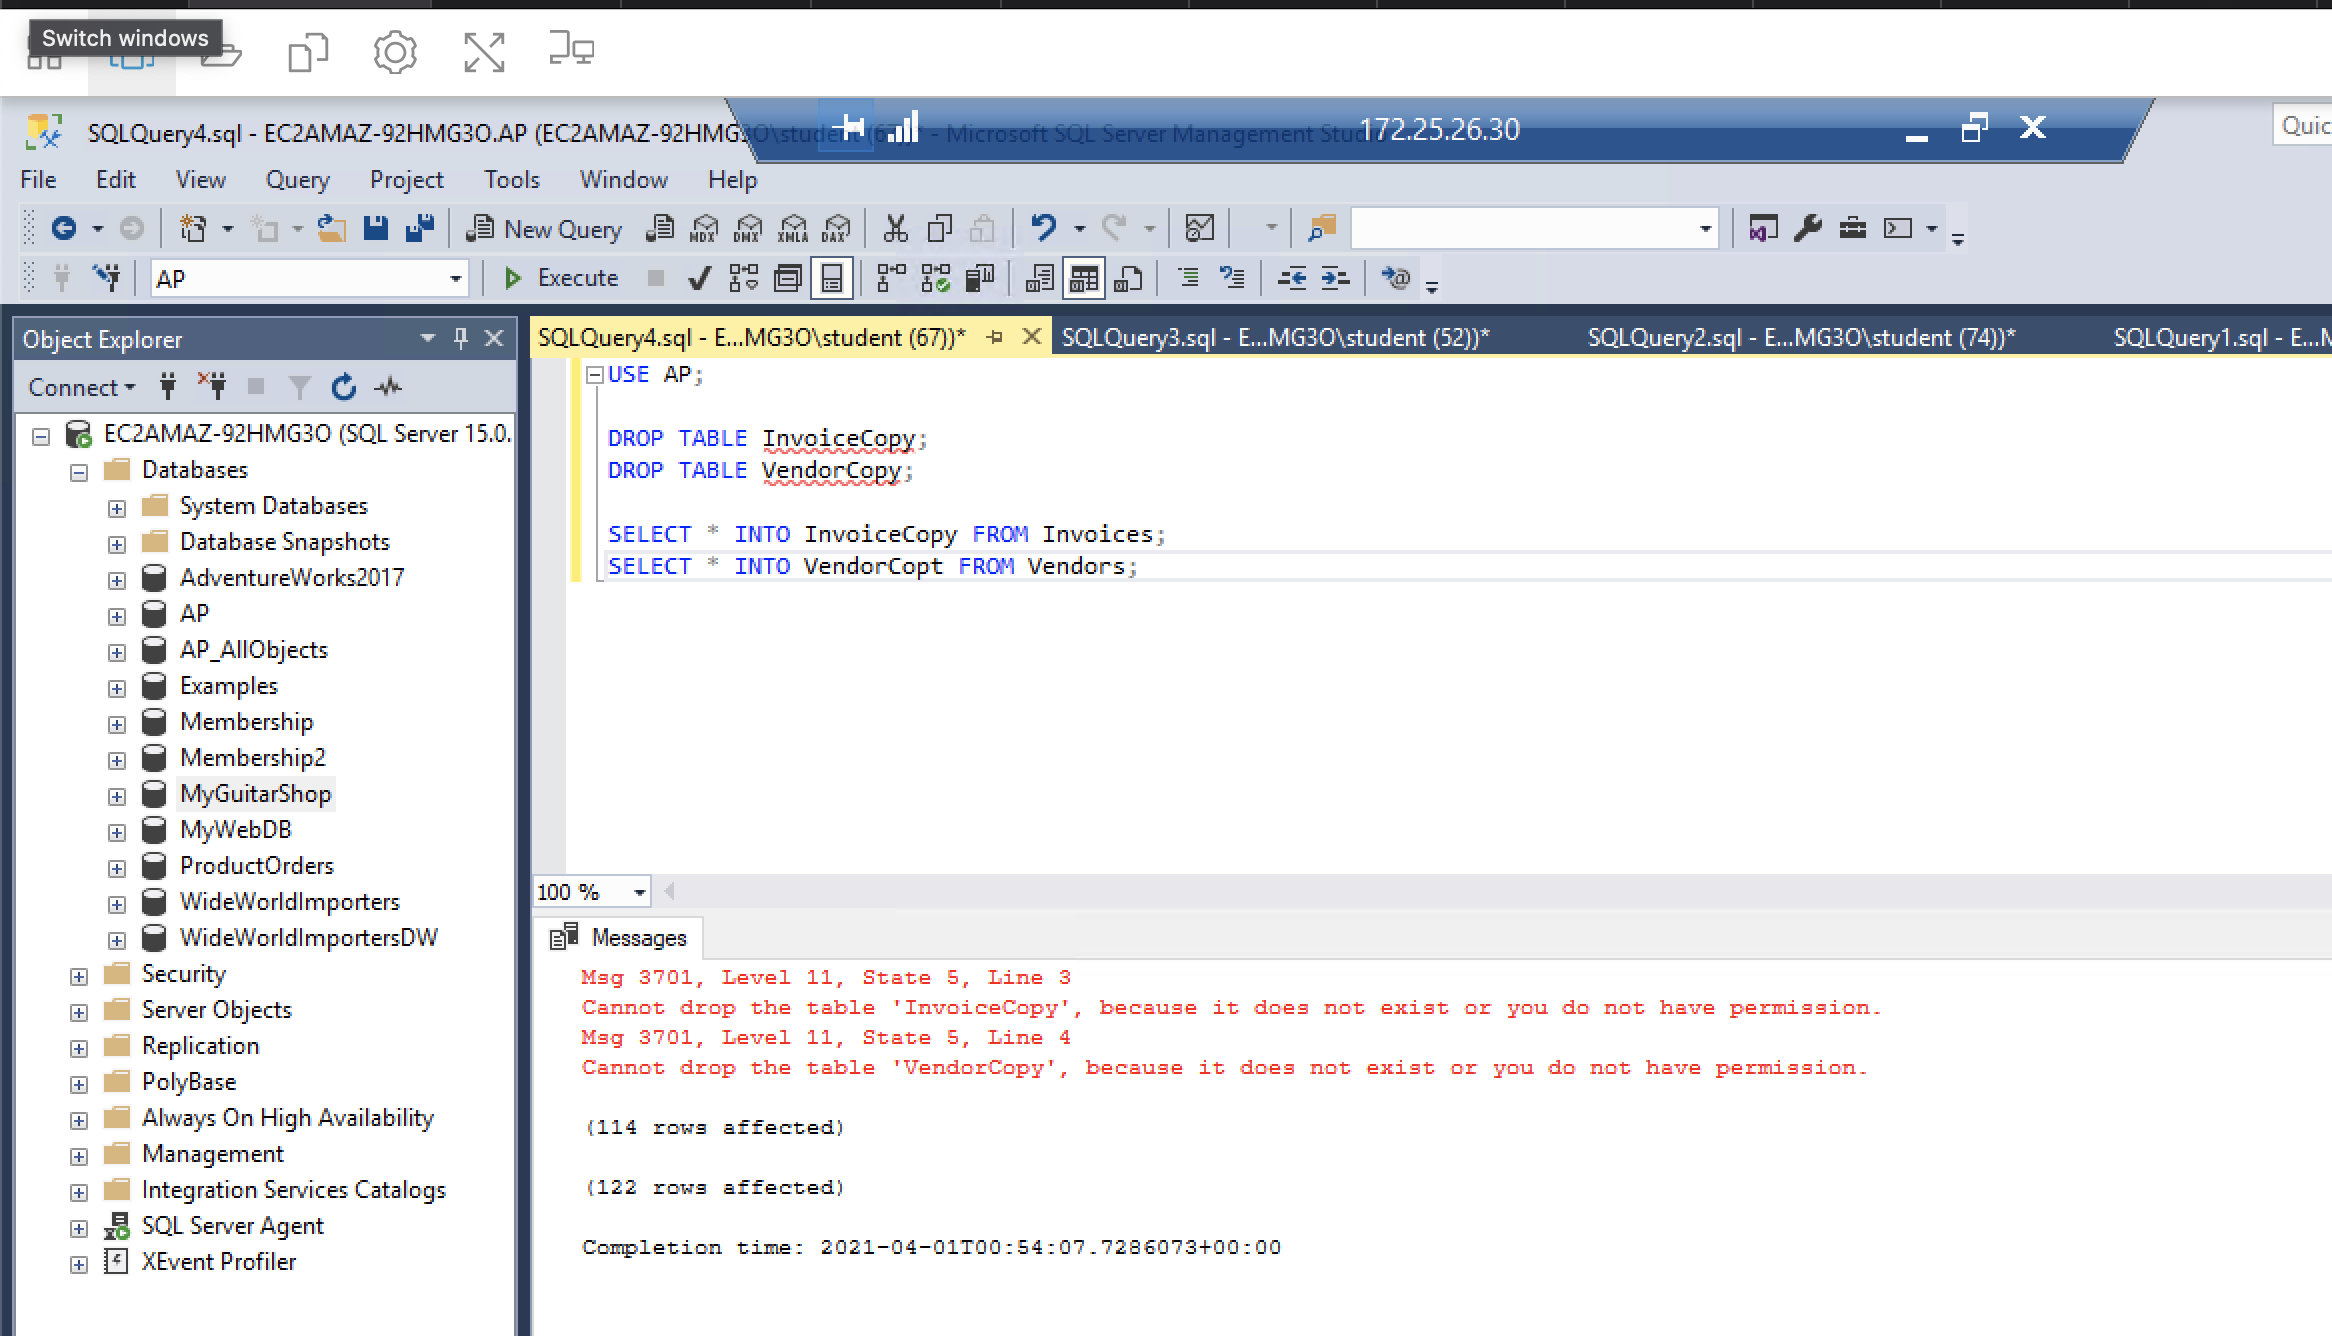 Switch windows
SQLQuery4.sql - EC2AMAZ-92HMG3O.AP (EC2AMAZ-92HMG3O\student (67))* - Microsoft SQL Server Management Studio
172.25.26.30
Quic
File Edit View Query Project Tools Window Help
New Query MDX DMX XMLA DAX
AP Execute
Object Explorer
Connect
EC2AMAZ-92HMG3O (SQL Server 15.0.
Databases
System Databases
Database Snapshots
AdventureWorks2017
AP
AP_AllObjects
Examples
Membership
Membership2
MyGuitarShop
MyWebDB
ProductOrders
WideWorldImporters
WideWorldImportersDW
Security
Server Objects
Replication
PolyBase
Always On High Availability
Management
Integration Services Catalogs
SQL Server Agent
XEvent Profiler
SQLQuery4.sql - E...MG3O\student (67))* SQLQuery3.sql - E...MG3O\student (52))* SQLQuery2.sql - E...MG3O\student (74))* SQLQuery1.sql - E...M
USE AP;
DROP TABLE InvoiceCopy;
DROP TABLE VendorCopy;
SELECT * INTO InvoiceCopy FROM Invoices;
SELECT * INTO VendorCopt FROM Vendors;
100 %
Messages
Msg 3701, Level 11, State 5, Line 3
Cannot drop the table 'InvoiceCopy', because it does not exist or you do not have permission.
Msg 3701, Level 11, State 5, Line 4
Cannot drop the table 'VendorCopy', because it does not exist or you do not have permission.
(114 rows affected)
(122 rows affected)
Completion time: 2021-04-01T00:54:07.7286073+00:00